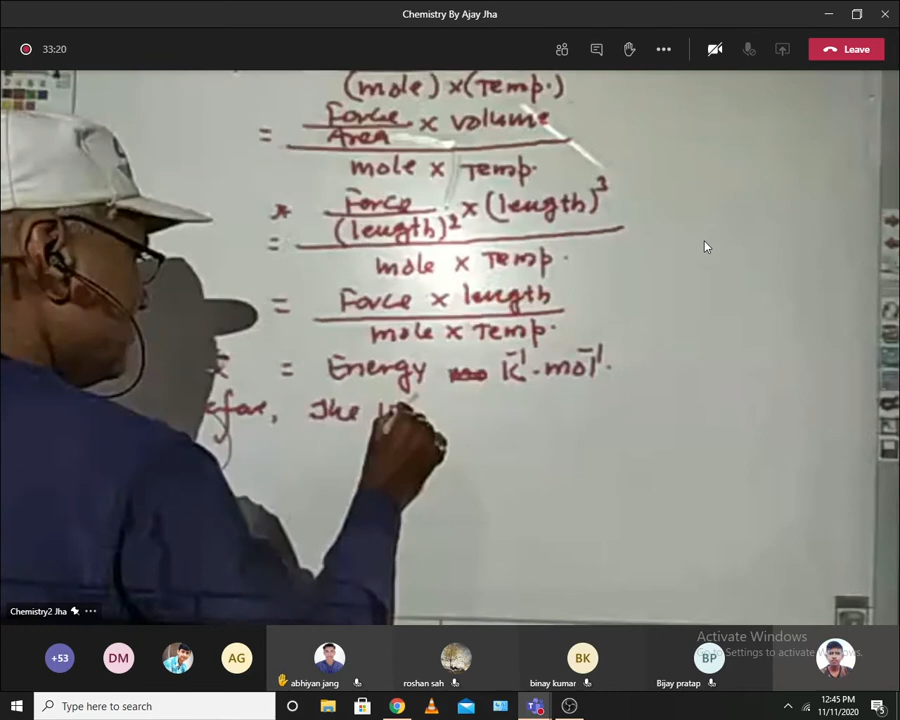 Chemistry By Ajay Jha
33:20
Leave
(mole) x (Temp.)
= Force / Area x volume
mole x Temp.
* = Force / (length)² x (length)³
mole x Temp.
= Force x length
mole x Temp.
= Energy K⁻¹.mol⁻¹.
The
Chemistry2 Jha
Activate Windows
Go to Settings to activate Windows.
+53
DM
AG
BK
BP
abhiyan jang
roshan sah
binay kumar
Bijay pratap
Type here to search
12:45 PM
11/11/2020
5